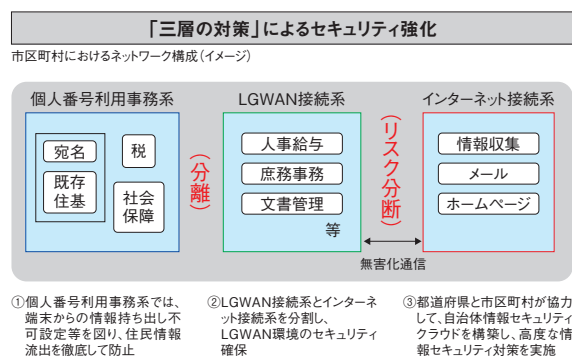 「三層の対策」によるセキュリティ強化
市区町村におけるネットワーク構成(イメージ)
個人番号利用事務系
宛名
既存
住基
税
社会
保障
(分離)
LGWAN接続系
人事給与
庶務事務
文書管理
等
(リスク分断)
無害化通信
インターネット接続系
情報収集
メール
ホームページ
①個人番号利用事務系では、
端末からの情報持ち出し不
可設定等を図り、住民情報
流出を徹底して防止
②LGWAN接続系とインターネ
ット接続系を分割し、
LGWAN環境のセキュリティ
確保
③都道府県と市区町村が協力
して、自治体情報セキュリティ
クラウドを構築し、高度な情
報セキュリティ対策を実施